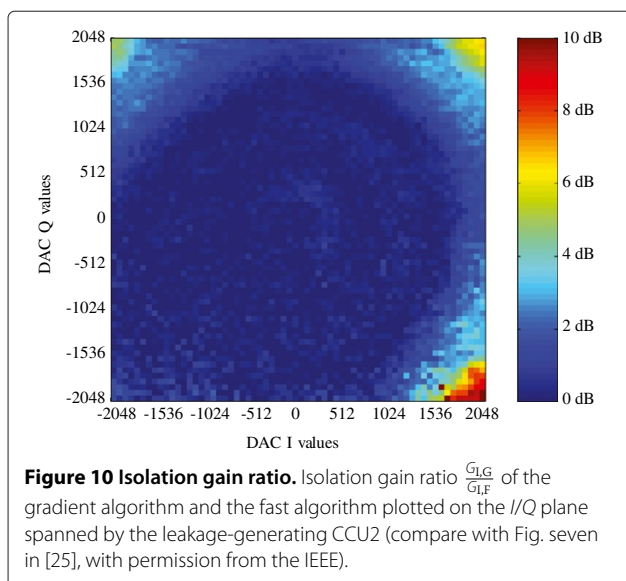 2048
1536
1024
512
0
-512
-1024
-1536
-2048
DAC Q values
-2048 -1536 -1024 -512 0 512 1024 1536 2048
DAC I values
10 dB
8 dB
6 dB
4 dB
2 dB
0 dB
Figure 10 Isolation gain ratio. Isolation gain ratio G_I,G/G_I,F of the
gradient algorithm and the fast algorithm plotted on the I/Q plane
spanned by the leakage-generating CCU2 (compare with Fig. seven
in [25], with permission from the IEEE).